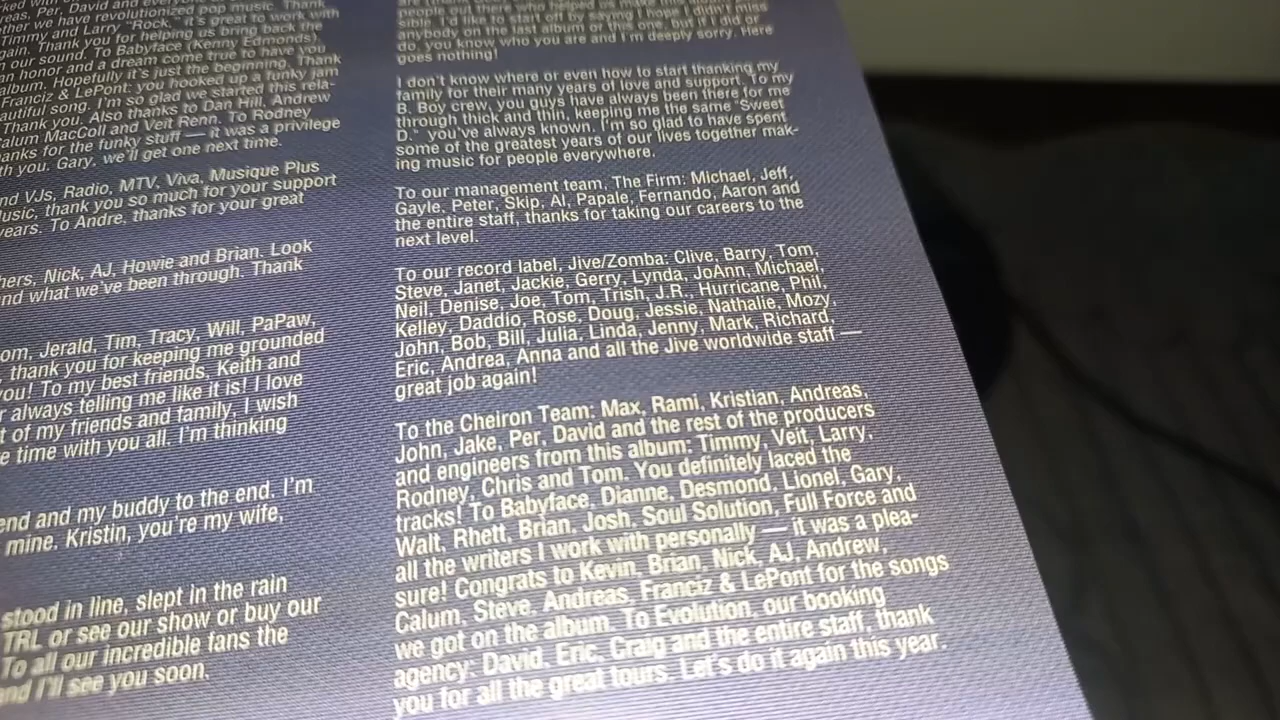 reas, Per, David and everyone at
ther we have revolutionized pop music. Thank
Timmy and Larry "Rock," it's great to work with
gain. Thank you for helping us bring back the
n our sound. To Babyface (Kenny Edmonds),
an honor and a dream come true to have you
album. Hopefully it's just the beginning. Thank
Franciz & LePont: you hooked up a funky jam
autiful song. I'm so glad we started this rela-
Thank you. Also thanks to Dan Hill, Andrew
alum MacColl and Veit Renn. To Rodney
anks for the funky stuff — it was a privilege
th you. Gary, we'll get one next time.
nd VJs, Radio, MTV, Viva, Musique Plus
usic, thank you so much for your support
years. To Andre, thanks for your great
hers, Nick, AJ, Howie and Brian. Look
nd what we've been through. Thank
om, Jerald, Tim, Tracy, Will, PaPaw,
, thank you for keeping me grounded
you! To my best friends, Keith and
r always telling me like it is! I love
t of my friends and family, I wish
e time with you all. I'm thinking
end and my buddy to the end. I'm
mine. Kristin, you're my wife,
stood in line, slept in the rain
TRL or see our show or buy our
To all our incredible fans the
and I'll see you soon.
people out there who helped us make this
sible. I'd like to start off by saying I hope I don't miss
anybody on the last album or this one, but if I did or
do, you know who you are and I'm deeply sorry. Here
goes nothing!
I don't know where or even how to start thanking my
family for their many years of love and support. To my
B. Boy crew, you guys have always been there for me
through thick and thin, keeping me the same "Sweet
D." you've always known. I'm so glad to have spent
some of the greatest years of our lives together mak-
ing music for people everywhere.
To our management team, The Firm: Michael, Jeff,
Gayle, Peter, Skip, Al, Papale, Fernando, Aaron and
the entire staff, thanks for taking our careers to the
next level.
To our record label, Jive/Zomba: Clive, Barry, Tom,
Steve, Janet, Jackie, Gerry, Lynda, JoAnn, Michael,
Neil, Denise, Joe, Tom, Trish, J.R., Hurricane, Phil,
Kelley, Daddio, Rose, Doug, Jessie, Nathalie, Mozy,
John, Bob, Bill, Julia, Linda, Jenny, Mark, Richard,
Eric, Andrea, Anna and all the Jive worldwide staff —
great job again!
To the Cheiron Team: Max, Rami, Kristian, Andreas,
John, Jake, Per, David and the rest of the producers
and engineers from this album: Timmy, Veit, Larry,
Rodney, Chris and Tom. You definitely laced the
tracks! To Babyface, Dianne, Desmond, Lionel, Gary,
Walt, Rhett, Brian, Josh, Soul Solution, Full Force and
all the writers I work with personally — it was a plea-
sure! Congrats to Kevin, Brian, Nick, AJ, Andrew,
Calum, Steve, Andreas, Franciz & LePont for the songs
we got on the album. To Evolution, our booking
agency: David, Eric, Craig and the entire staff, thank
you for all the great tours. Let's do it again this year.